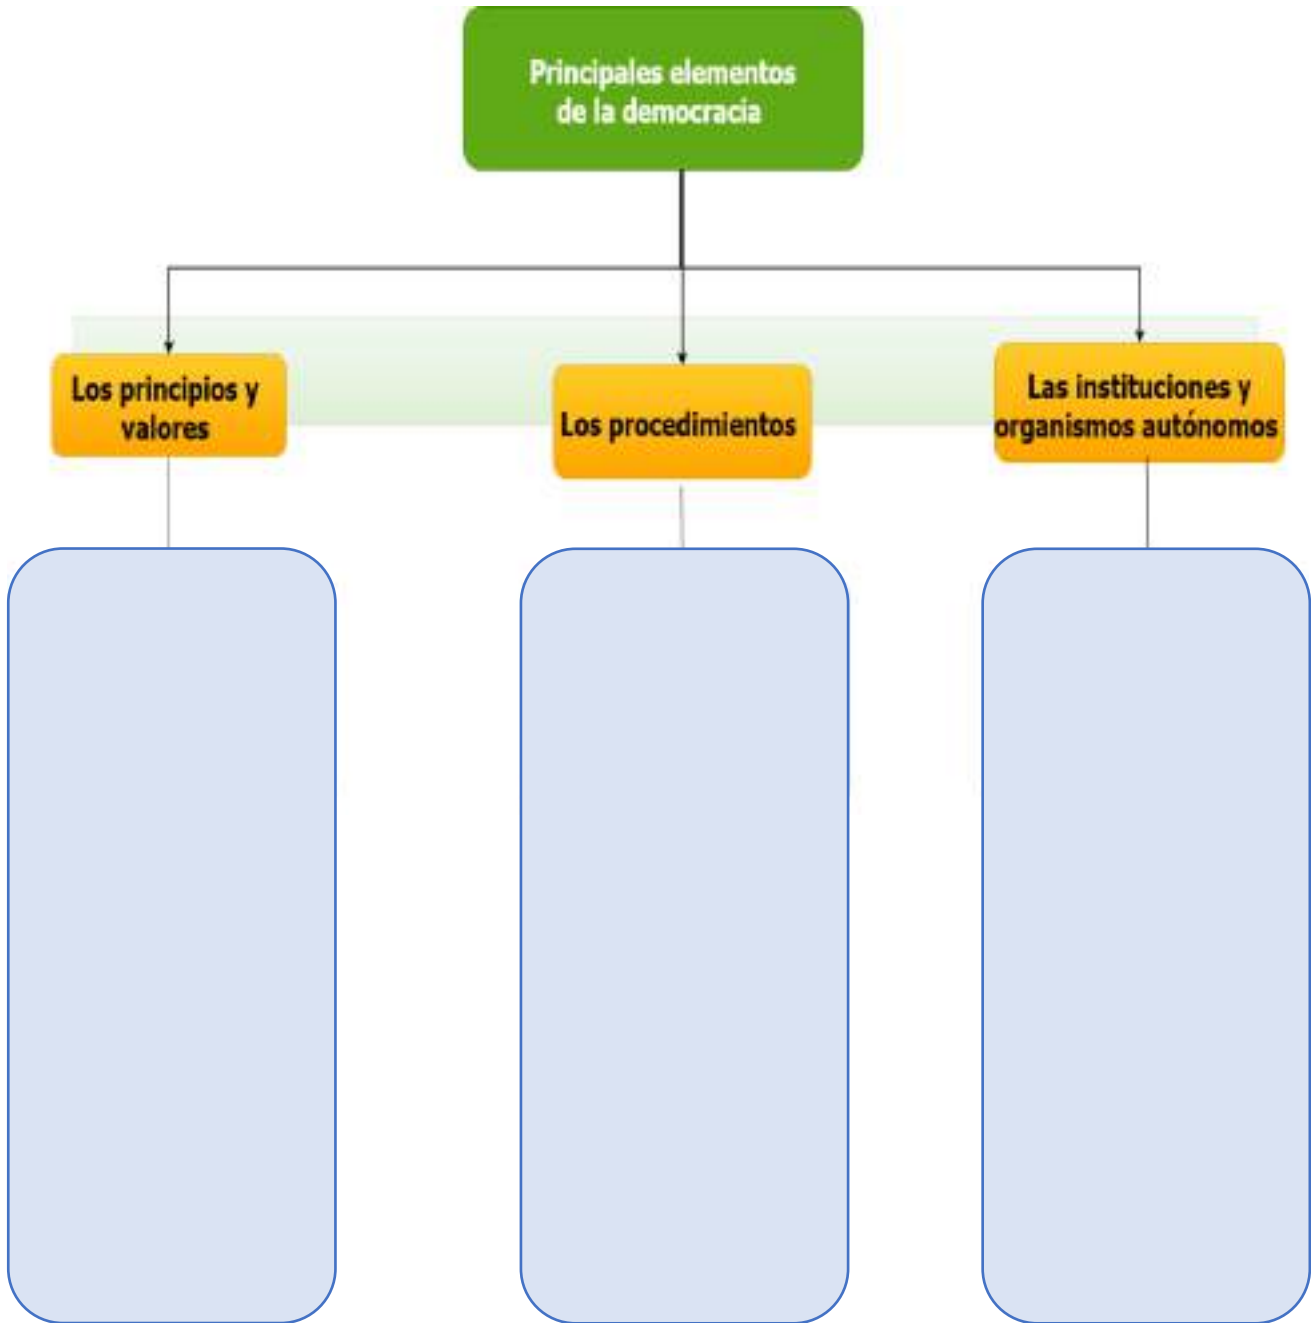 Principales elementos
de la democracia
Los principios y
valores
Los procedimientos
Las instituciones y
organismos autónomos